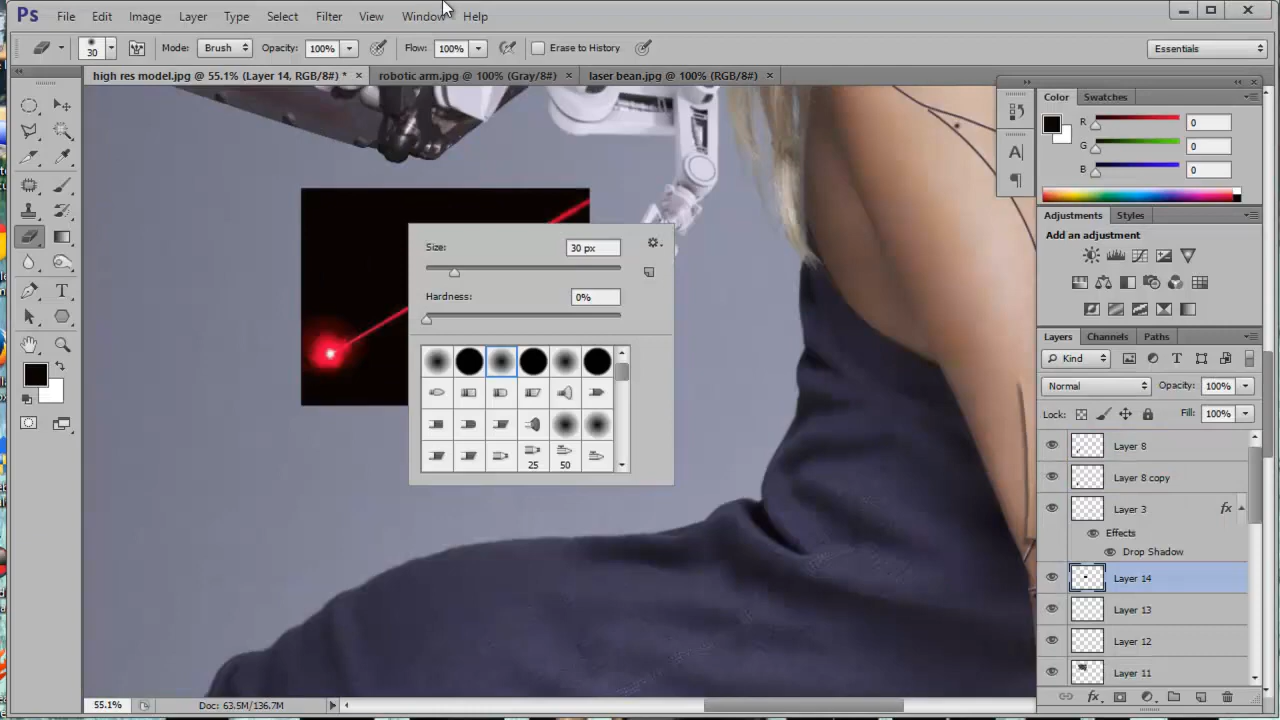 Ps File Edit Image Layer Type Select Filter View Window Help
30 Mode: Brush Opacity: 100% Flow: 100% Erase to History Essentials
high res model.jpg @ 55.1% (Layer 14, RGB/8#) * × robotic arm.jpg @ 100% (Gray/8#) × laser bean.jpg @ 100% (RGB/8#) ×
Color Swatches
R 0
G 0
B 0
Adjustments Styles
Add an adjustment
Size: 30 px
Hardness: 0%
25 50
Layers Channels Paths
Kind
Normal Opacity: 100%
Lock: Fill: 100%
Layer 8
Layer 8 copy
Layer 3 fx
Effects
Drop Shadow
Layer 14
Layer 13
Layer 12
Layer 11
55.1% Doc: 63.5M/136.7M